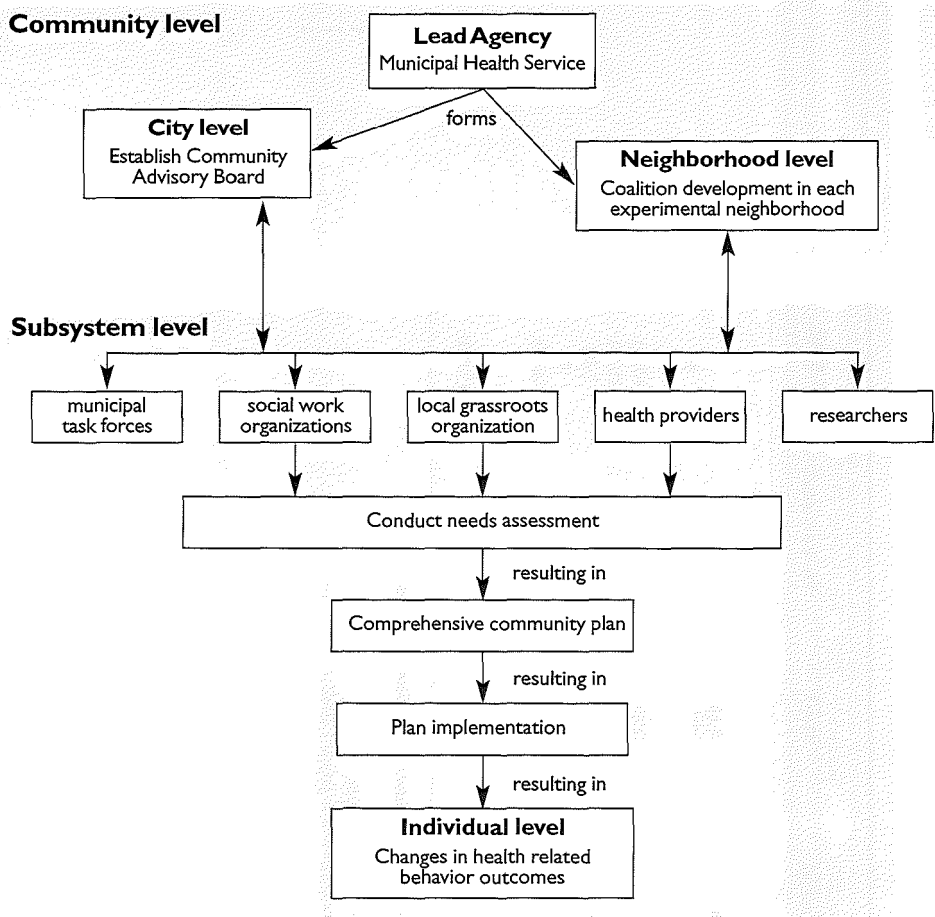 Community level
Lead Agency
Municipal Health Service
forms
City level
Establish Community
Advisory Board
Neighborhood level
Coalition development in each
experimental neighborhood
Subsystem level
municipal
task forces
social work
organizations
local grassroots
organization
health providers
researchers
Conduct needs assessment
resulting in
Comprehensive community plan
resulting in
Plan implementation
resulting in
Individual level
Changes in health related
behavior outcomes